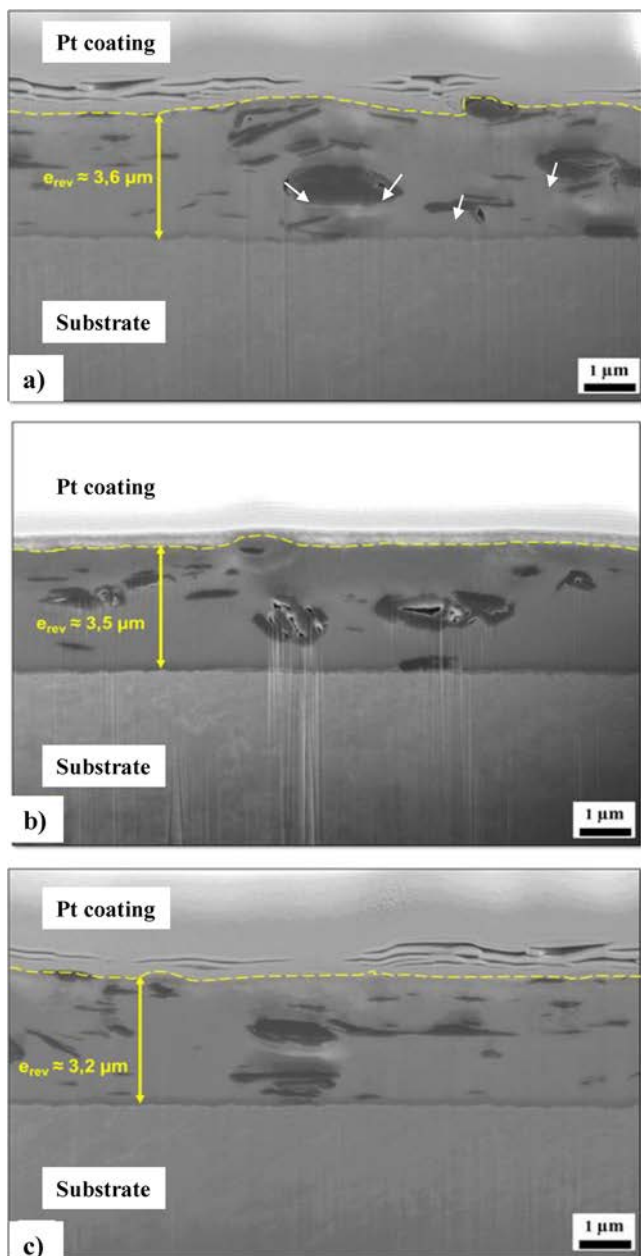 Pt coating
e_rev ≈ 3,6 µm
Substrate
a)
1 µm
Pt coating
e_rev ≈ 3,5 µm
Substrate
b)
1 µm
Pt coating
e_rev ≈ 3,2 µm
Substrate
c)
1 µm